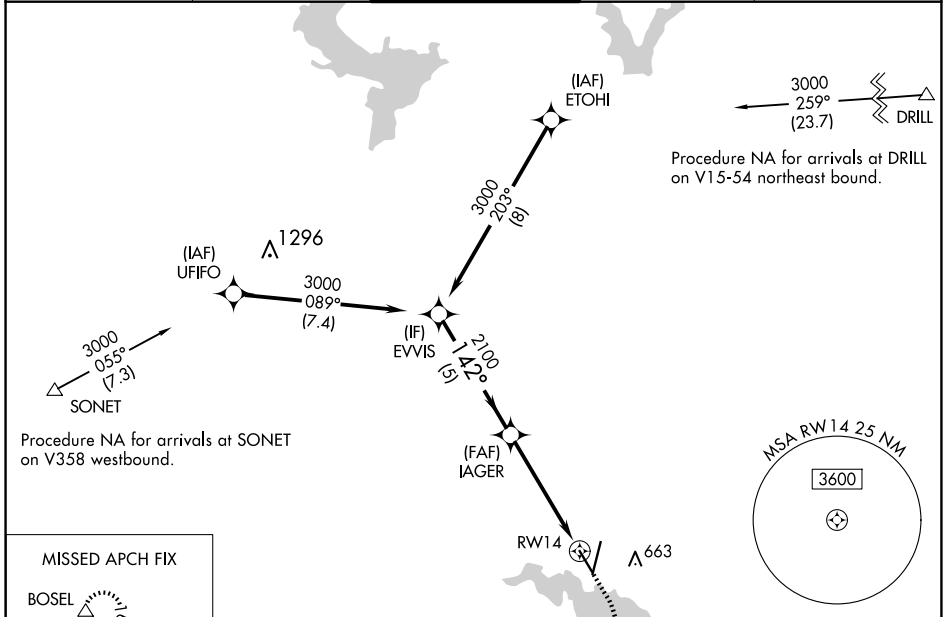 (IAF)
ETOHI
3000
259°
(23.7)
DRILL
Procedure NA for arrivals at DRILL
on V15-54 northeast bound.
3000
203°
(8)
1296
(IAF)
UFIFO
3000
089°
(7.4)
(IF)
EVVIS
2100
142°
(5)
3000
055°
(7.3)
SONET
Procedure NA for arrivals at SONET
on V358 westbound.
(FAF)
IAGER
MSA RW14 25 NM
3600
RW14
663
MISSED APCH FIX
BOSEL